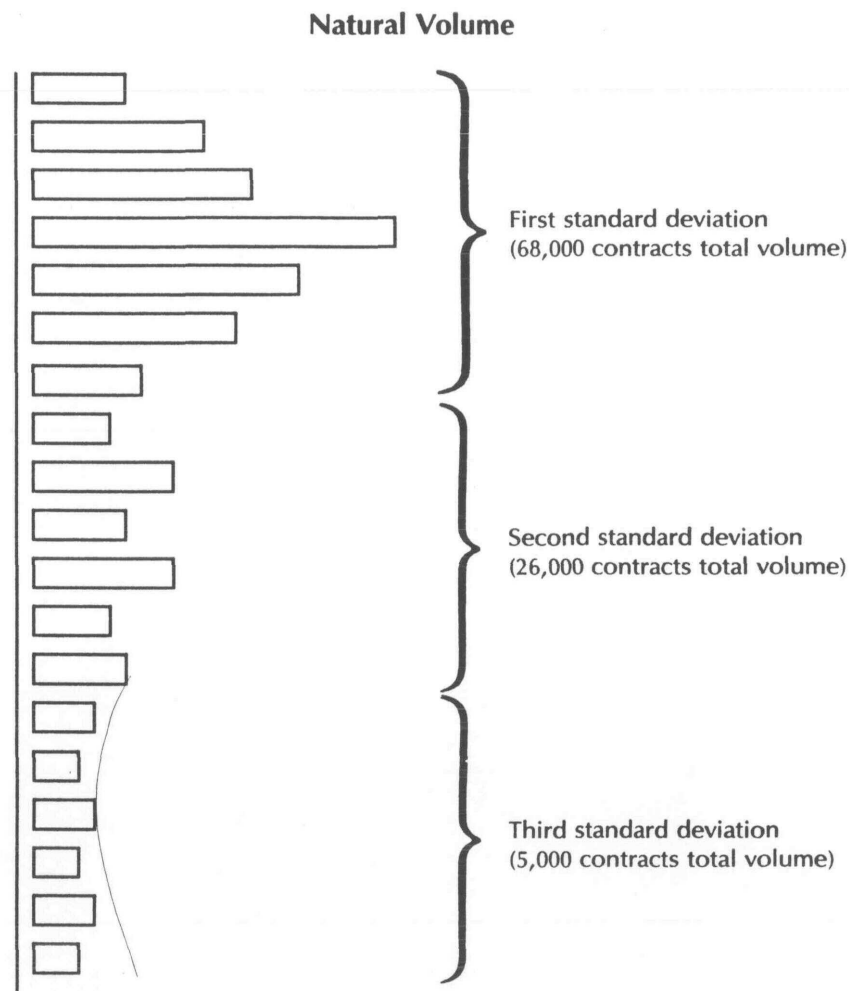 Natural Volume
First standard deviation
(68,000 contracts total volume)
Second standard deviation
(26,000 contracts total volume)
Third standard deviation
(5,000 contracts total volume)